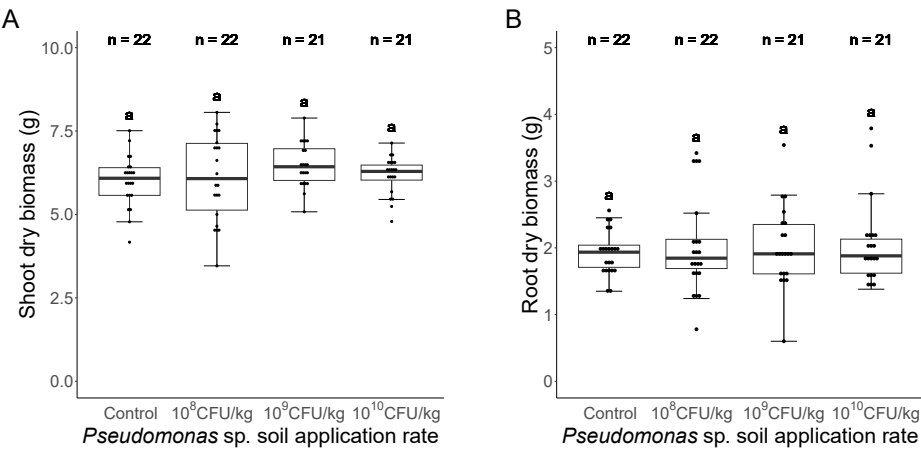 A
n = 22 n = 22 n = 21 n = 21
10.0
7.5
5.0
2.5
0.0
a a a a
Shoot dry biomass (g)
Control 10⁸CFU/kg 10⁹CFU/kg 10¹⁰CFU/kg
Pseudomonas sp. soil application rate
B
n = 22 n = 22 n = 21 n = 21
5
4
3
2
1
0
a a a a
Root dry biomass (g)
Control 10⁸CFU/kg 10⁹CFU/kg 10¹⁰CFU/kg
Pseudomonas sp. soil application rate